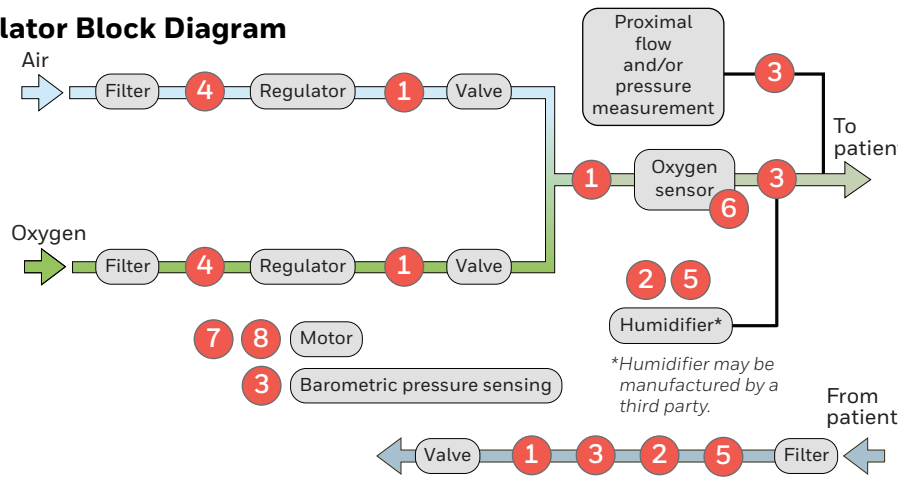 lator Block Diagram
Air
Filter
4
Regulator
1
Valve
Proximal
flow
and/or
pressure
measurement
3
To
patient
1
Oxygen
sensor
6
3
Oxygen
Filter
4
Regulator
1
Valve
2
5
Humidifier*
*Humidifier may be
manufactured by a
third party.
7
8
Motor
3
Barometric pressure sensing
From
patient
Valve
1
3
2
5
Filter